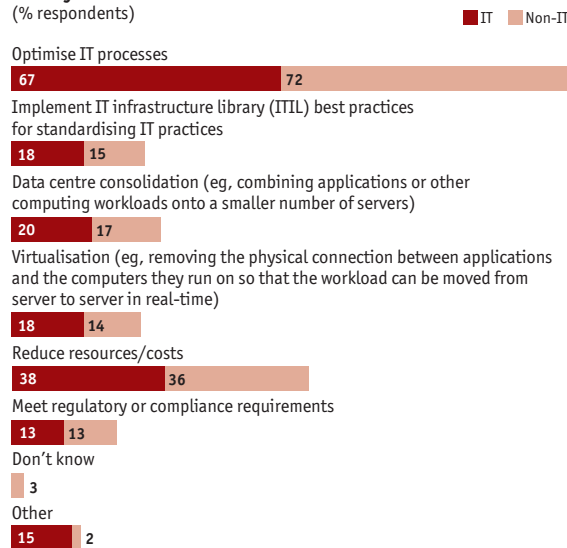 (% respondents)
IT Non-IT
Optimise IT processes
67 72
Implement IT infrastructure library (ITIL) best practices
for standardising IT practices
18 15
Data centre consolidation (eg, combining applications or other
computing workloads onto a smaller number of servers)
20 17
Virtualisation (eg, removing the physical connection between applications
and the computers they run on so that the workload can be moved from
server to server in real-time)
18 14
Reduce resources/costs
38 36
Meet regulatory or compliance requirements
13 13
Don't know
3
Other
15 2